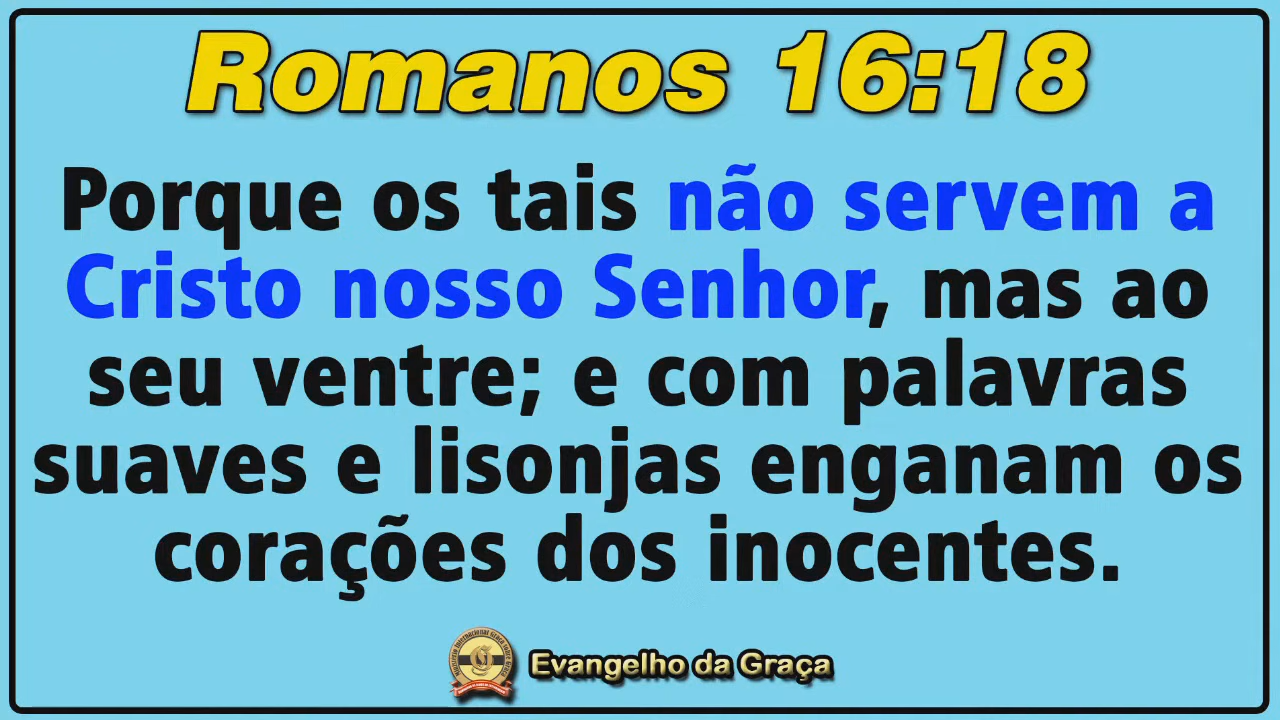 Romanos 16:18
Porque os tais não servem a
Cristo nosso Senhor, mas ao
seu ventre; e com palavras
suaves e lisonjas enganam os
corações dos inocentes.
Evangelho da Graça